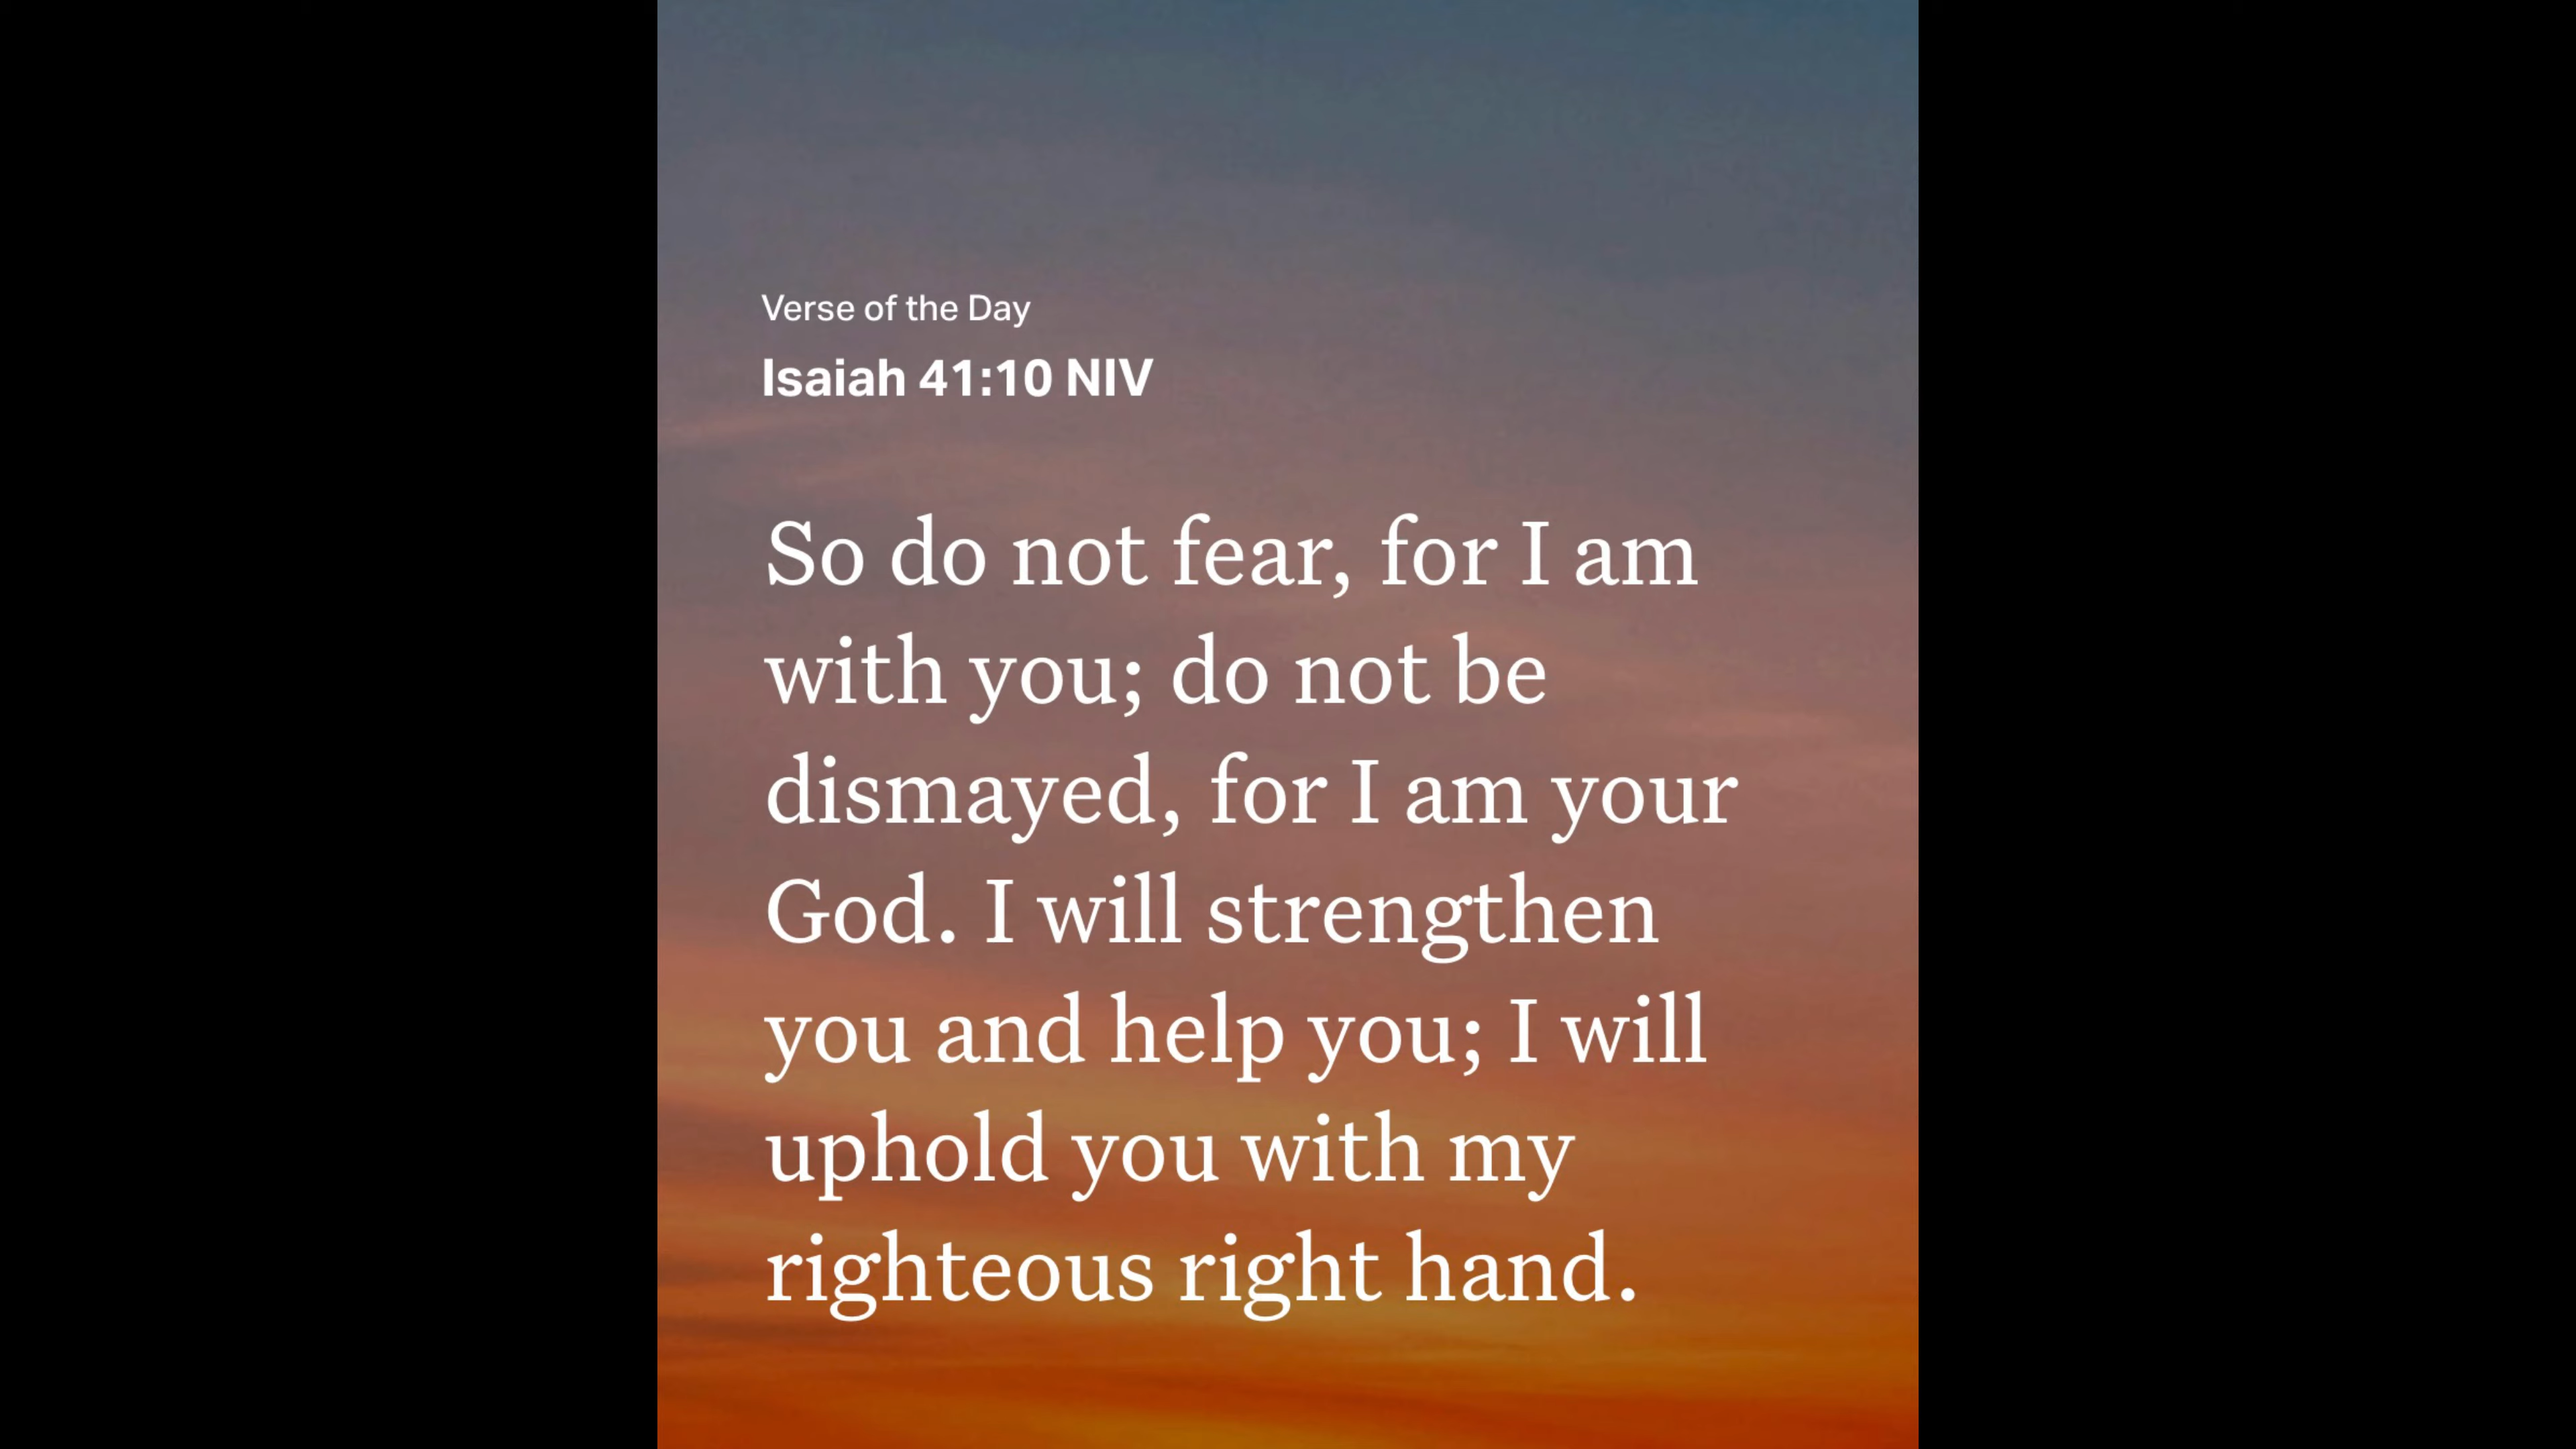 Verse of the Day
Isaiah 41:10 NIV
So do not fear, for I am
with you; do not be
dismayed, for I am your
God. I will strengthen
you and help you; I will
uphold you with my
righteous right hand.